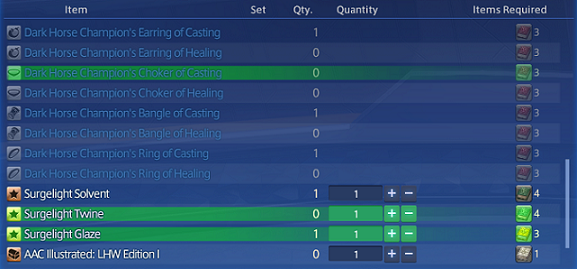 Item Set Qty. Quantity Items Required
Dark Horse Champion's Earring of Casting 1 3
Dark Horse Champion's Earring of Healing 0 3
Dark Horse Champion's Choker of Casting 0 3
Dark Horse Champion's Choker of Healing 0 3
Dark Horse Champion's Bangle of Casting 1 3
Dark Horse Champion's Bangle of Healing 0 3
Dark Horse Champion's Ring of Casting 1 3
Dark Horse Champion's Ring of Healing 0 3
Surgelight Solvent 1 1 + − 4
Surgelight Twine 0 1 + − 4
Surgelight Glaze 1 1 + − 3
AAC Illustrated: LHW Edition I 0 1 + − 1